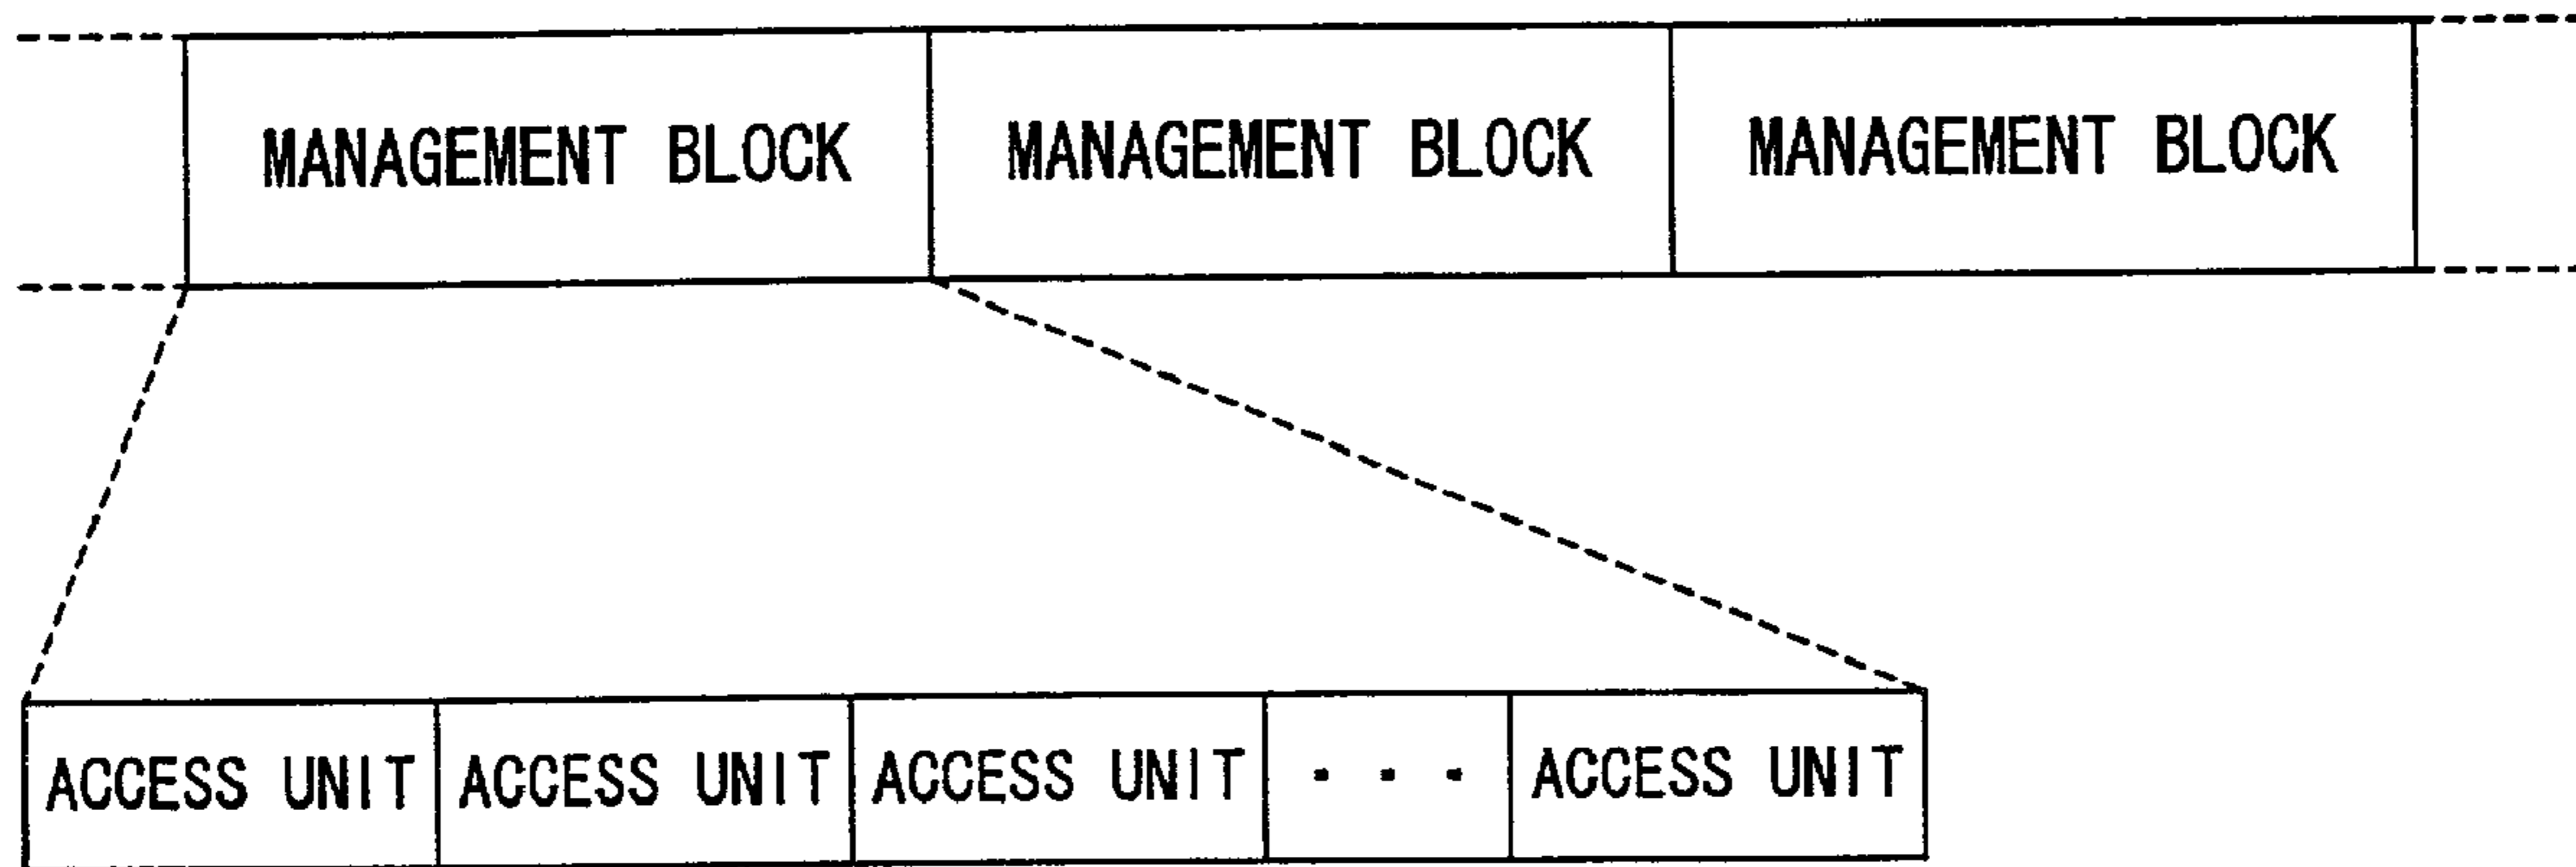 MANAGEMENT BLOCK MANAGEMENT BLOCK MANAGEMENT BLOCK
ACCESS UNIT ACCESS UNIT ACCESS UNIT · · · ACCESS UNIT